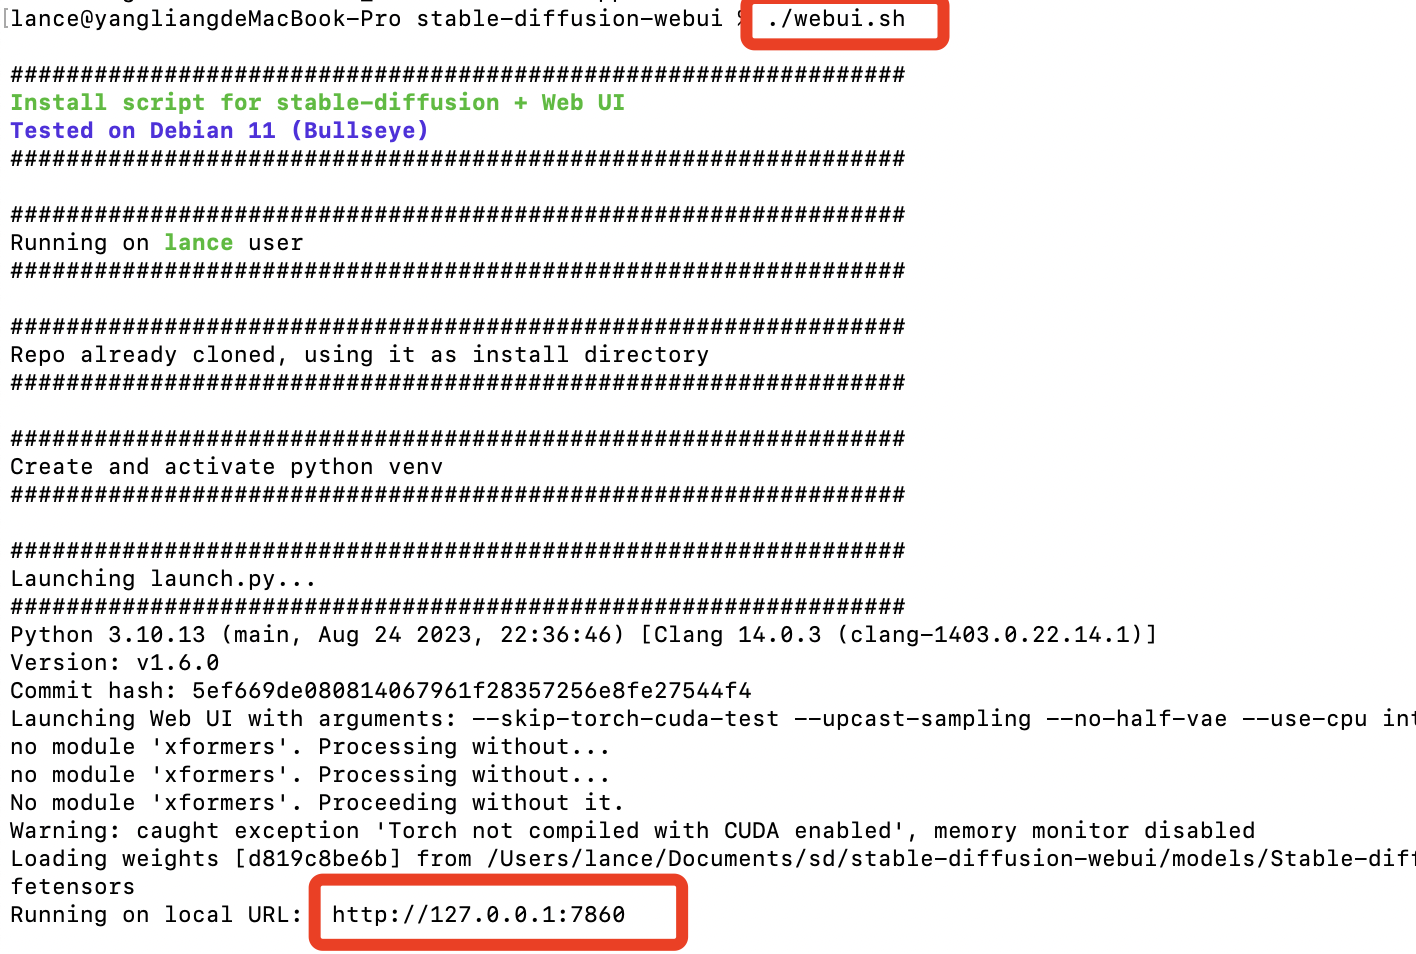 [lance@yangliangdeMacBook-Pro stable-diffusion-webui % ./webui.sh
################################################################
Install script for stable-diffusion + Web UI
Tested on Debian 11 (Bullseye)
################################################################
################################################################
Running on lance user
################################################################
################################################################
Repo already cloned, using it as install directory
################################################################
################################################################
Create and activate python venv
################################################################
################################################################
Launching launch.py...
################################################################
Python 3.10.13 (main, Aug 24 2023, 22:36:46) [Clang 14.0.3 (clang-1403.0.22.14.1)]
Version: v1.6.0
Commit hash: 5ef669de080814067961f28357256e8fe27544f4
Launching Web UI with arguments: --skip-torch-cuda-test --upcast-sampling --no-half-vae --use-cpu int
no module 'xformers'. Processing without...
no module 'xformers'. Processing without...
No module 'xformers'. Proceeding without it.
Warning: caught exception 'Torch not compiled with CUDA enabled', memory monitor disabled
Loading weights [d819c8be6b] from /Users/lance/Documents/sd/stable-diffusion-webui/models/Stable-diff
fetensors
Running on local URL: http://127.0.0.1:7860